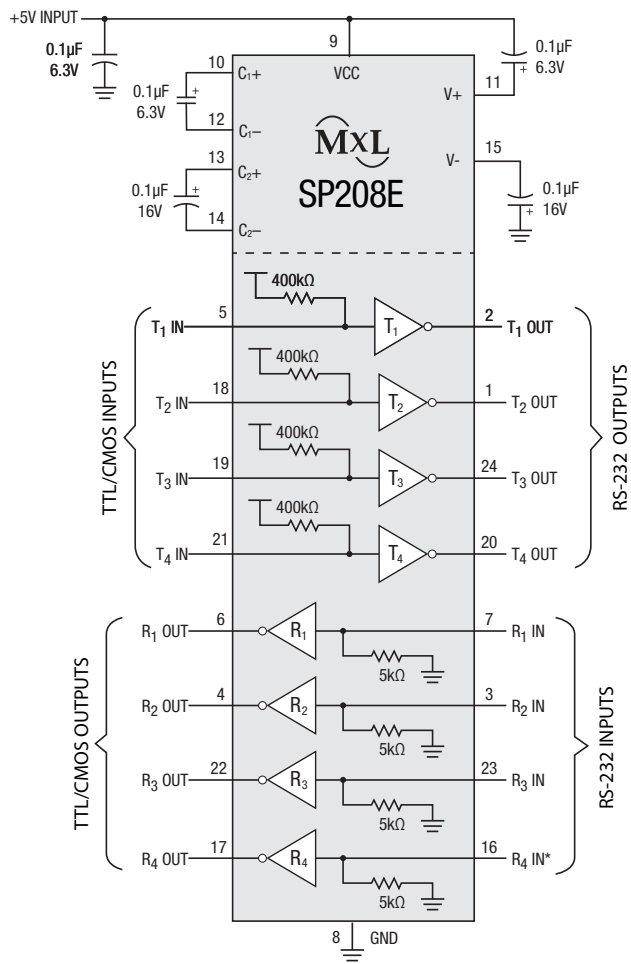 +5V INPUT
0.1µF
6.3V
9
VCC
0.1µF
6.3V
10
C1+
0.1µF
6.3V
12
C1–
11
V+
MXL
SP208E
13
C2+
0.1µF
16V
14
C2–
15
V-
0.1µF
16V
TTL/CMOS INPUTS
400kΩ
T1 IN
5
T1
2
T1 OUT
400kΩ
T2 IN
18
T2
1
T2 OUT
400kΩ
T3 IN
19
T3
24
T3 OUT
400kΩ
T4 IN
21
T4
20
T4 OUT
RS-232 OUTPUTS
TTL/CMOS OUTPUTS
R1 OUT
6
R1
7
R1 IN
5kΩ
R2 OUT
4
R2
3
R2 IN
5kΩ
R3 OUT
22
R3
23
R3 IN
5kΩ
R4 OUT
17
R4
16
R4 IN*
5kΩ
RS-232 INPUTS
8
GND